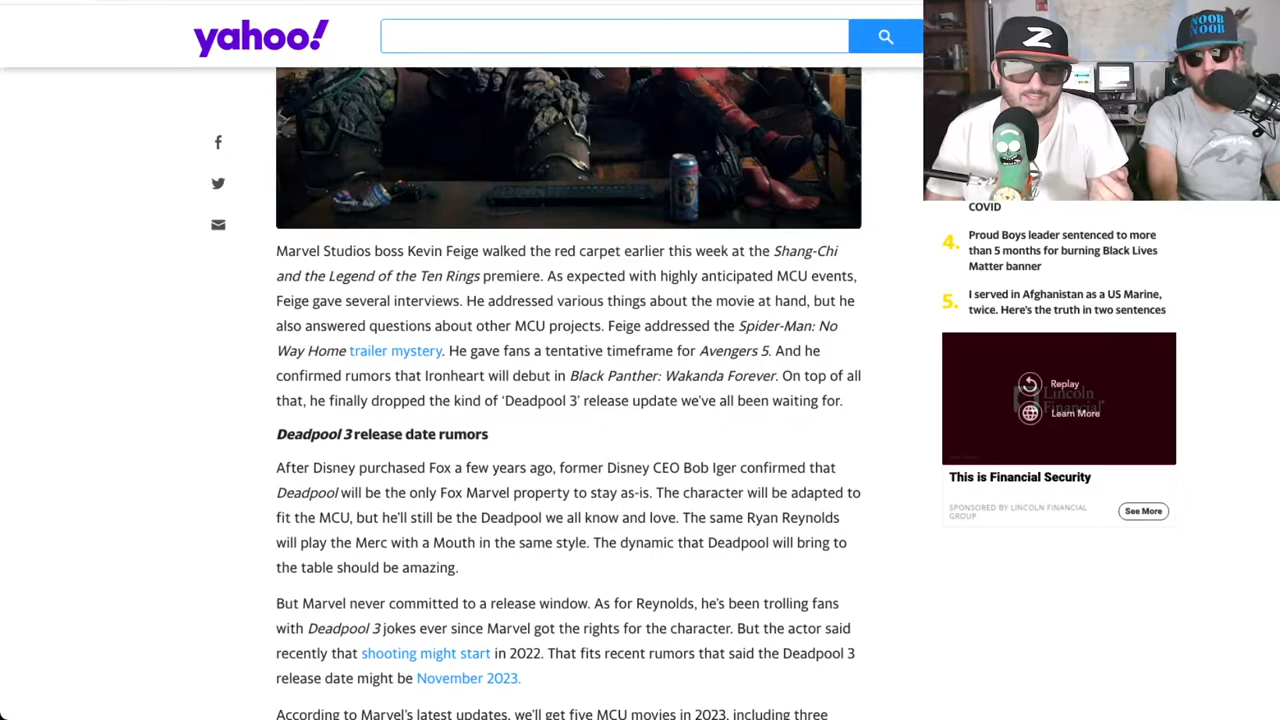 yahoo!
Z
NOOB
NOOB
COVID
4. Proud Boys leader sentenced to more
than 5 months for burning Black Lives
Matter banner
5. I served in Afghanistan as a US Marine,
twice. Here's the truth in two sentences
Replay
Lincoln
Financial
Learn More
This is Financial Security
SPONSORED BY LINCOLN FINANCIAL
GROUP
See More
Marvel Studios boss Kevin Feige walked the red carpet earlier this week at the Shang-Chi
and the Legend of the Ten Rings premiere. As expected with highly anticipated MCU events,
Feige gave several interviews. He addressed various things about the movie at hand, but he
also answered questions about other MCU projects. Feige addressed the Spider-Man: No
Way Home trailer mystery. He gave fans a tentative timeframe for Avengers 5. And he
confirmed rumors that Ironheart will debut in Black Panther: Wakanda Forever. On top of all
that, he finally dropped the kind of ‘Deadpool 3’ release update we’ve all been waiting for.
Deadpool 3 release date rumors
After Disney purchased Fox a few years ago, former Disney CEO Bob Iger confirmed that
Deadpool will be the only Fox Marvel property to stay as-is. The character will be adapted to
fit the MCU, but he’ll still be the Deadpool we all know and love. The same Ryan Reynolds
will play the Merc with a Mouth in the same style. The dynamic that Deadpool will bring to
the table should be amazing.
But Marvel never committed to a release window. As for Reynolds, he’s been trolling fans
with Deadpool 3 jokes ever since Marvel got the rights for the character. But the actor said
recently that shooting might start in 2022. That fits recent rumors that said the Deadpool 3
release date might be November 2023.
According to Marvel’s latest updates, we’ll get five MCU movies in 2023, including three